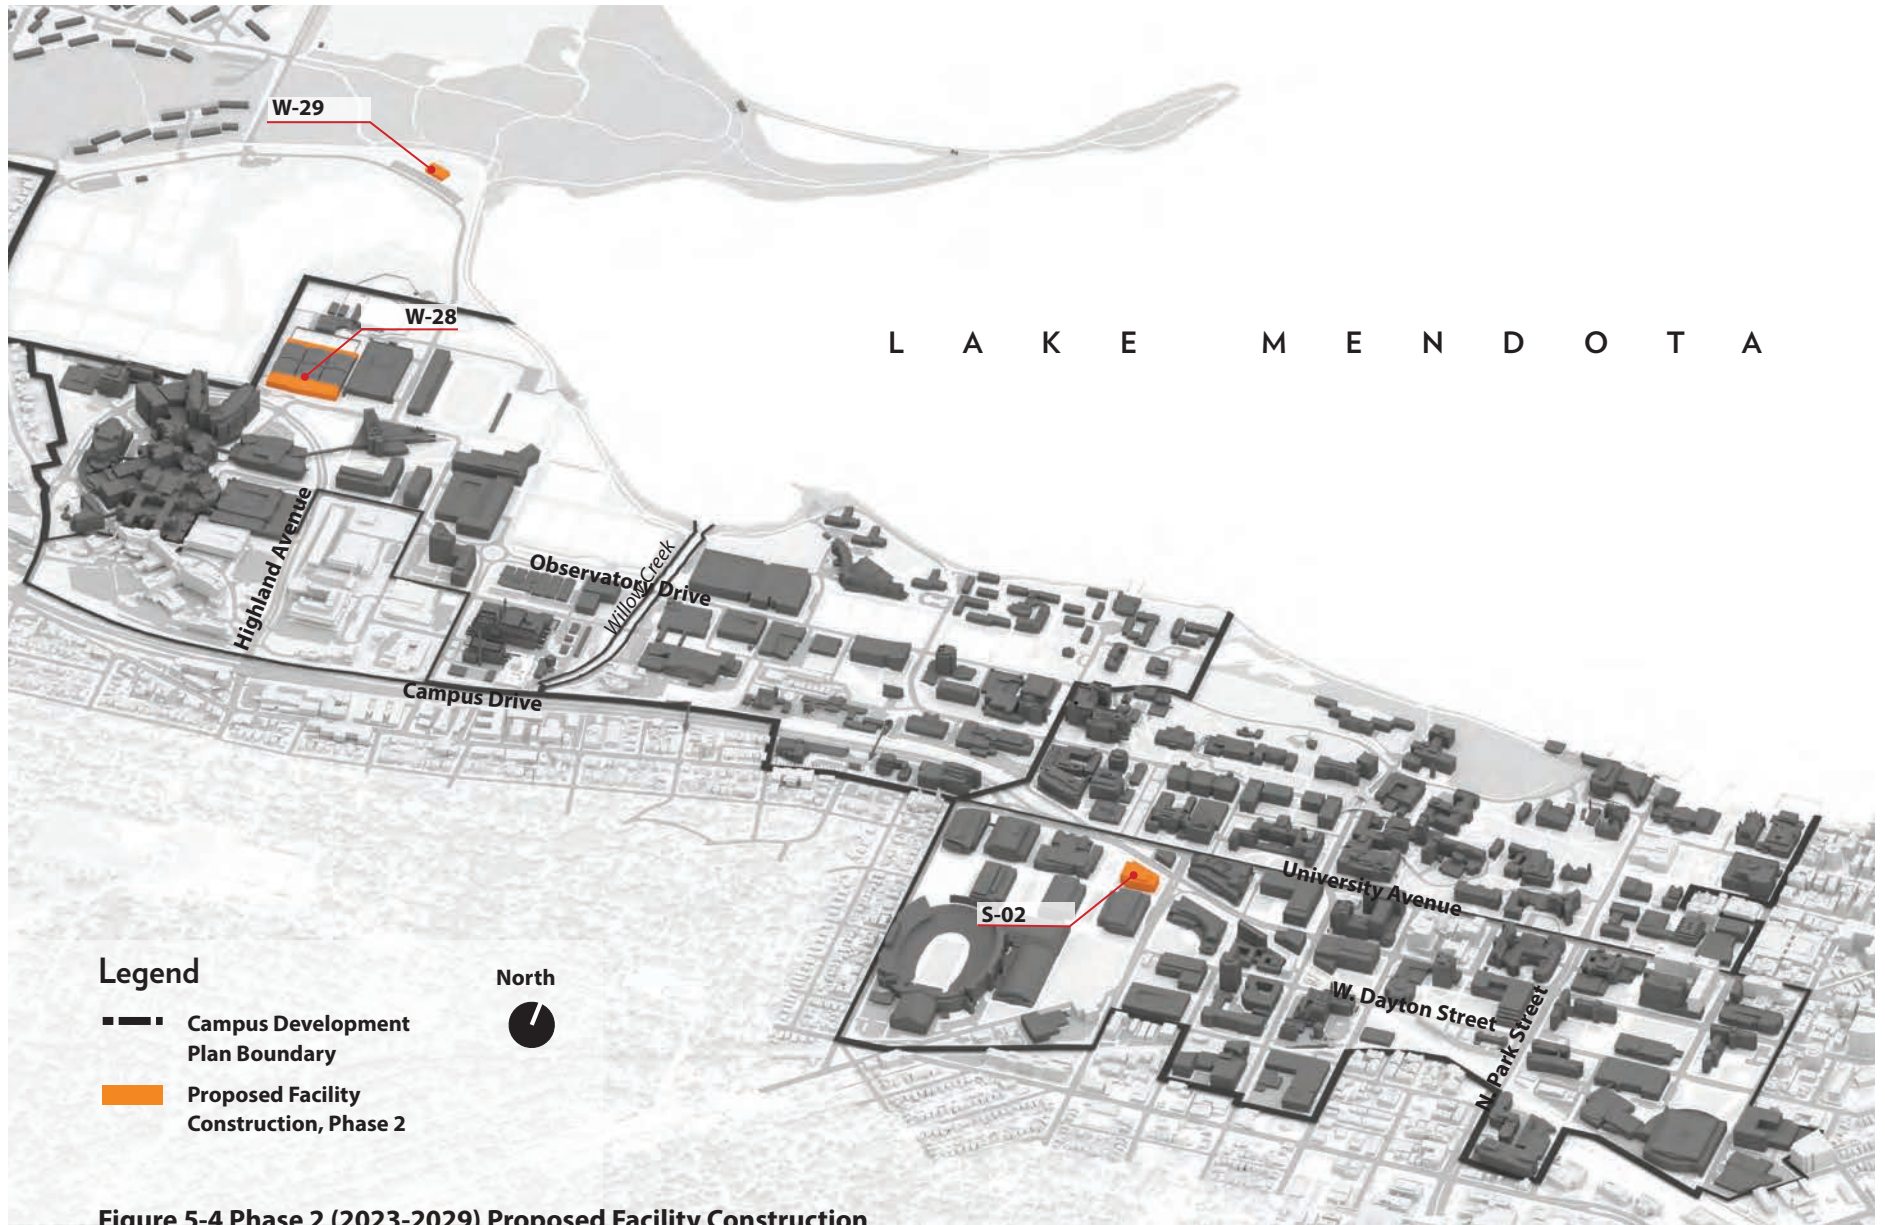 W-29
W-28
LAKE MENDOTA
Highland Avenue
Observatory Drive
Willow Creek
Campus Drive
University Avenue
S-02
W. Dayton Street
N. Park Street
Legend
North
Campus Development
Plan Boundary
Proposed Facility
Construction, Phase 2
Figure 5-4 Phase 2 (2023-2029) Proposed Facility Construction